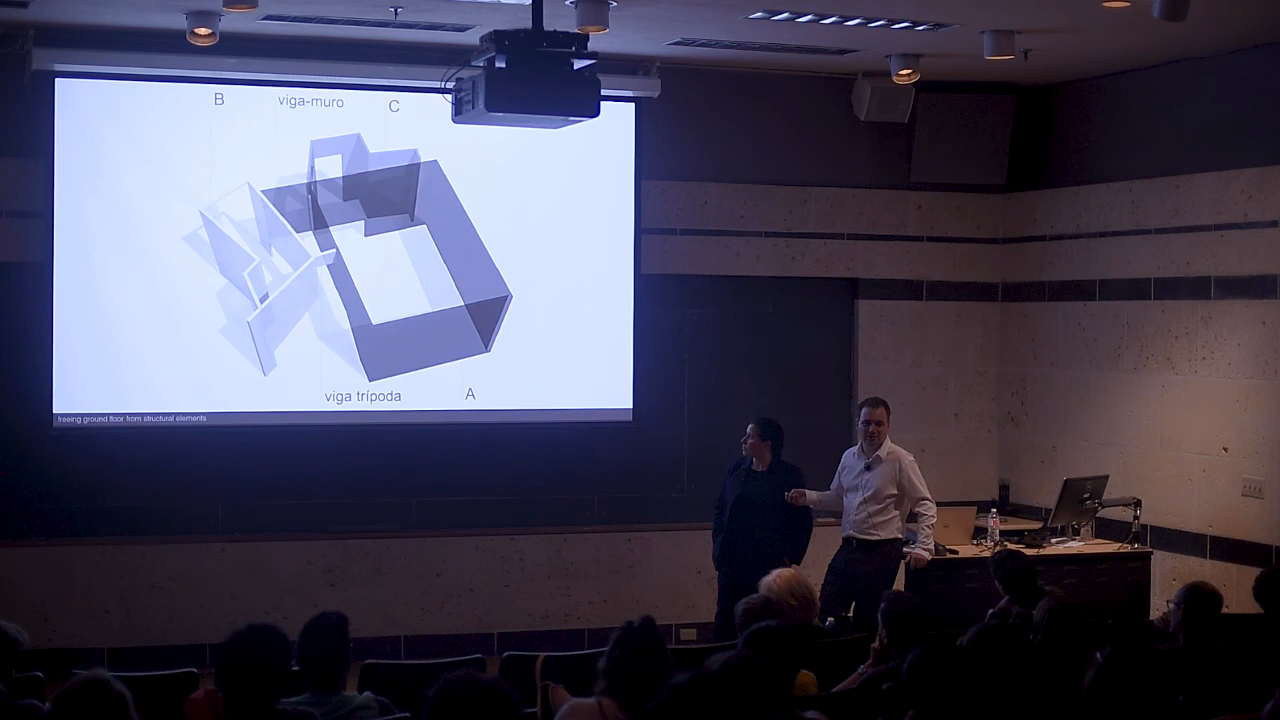 B viga-muro C
viga trípoda A
freeing ground floor from structural elements